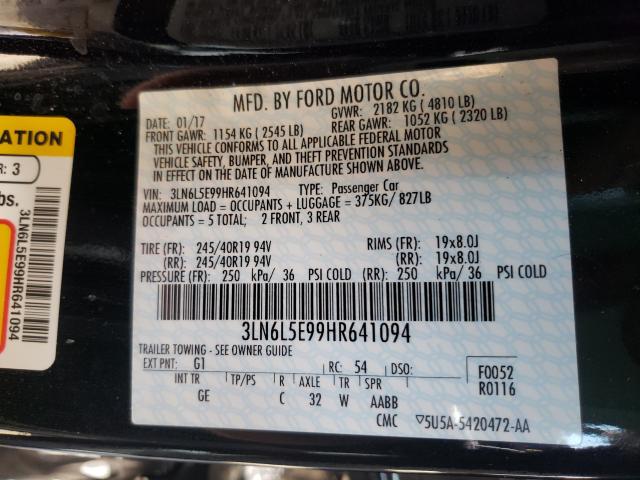 MFD. BY FORD MOTOR CO.
DATE: 01/17 GVWR: 2182 KG ( 4810 LB)
FRONT GAWR: 1154 KG ( 2545 LB) REAR GAWR: 1052 KG ( 2320 LB)
THIS VEHICLE CONFORMS TO ALL APPLICABLE FEDERAL MOTOR
VEHICLE SAFETY, BUMPER, AND THEFT PREVENTION STANDARDS
IN EFFECT ON THE DATE OF MANUFACTURE SHOWN ABOVE.
VIN: 3LN6L5E99HR641094 TYPE: Passenger Car
MAXIMUM LOAD = OCCUPANTS + LUGGAGE = 375KG/ 827LB
OCCUPANTS = 5 TOTAL; 2 FRONT, 3 REAR
TIRE (FR): 245/40R19 94V RIMS (FR): 19x8.0J
(RR): 245/40R19 94V (RR): 19x8.0J
PRESSURE (FR): 250 kPa/ 36 PSI COLD (RR): 250 kPa/ 36 PSI COLD
3LN6L5E99HR641094
TRAILER TOWING - SEE OWNER GUIDE
EXT PNT: G1 RC: 54 DSO: F0052
R0116
INT TR TP/PS R AXLE TR SPR
GE C 32 W AABB
CMC ▽5U5A-5420472-AA
ATION
R: 3
bs.
3LN6L5E99HR641094